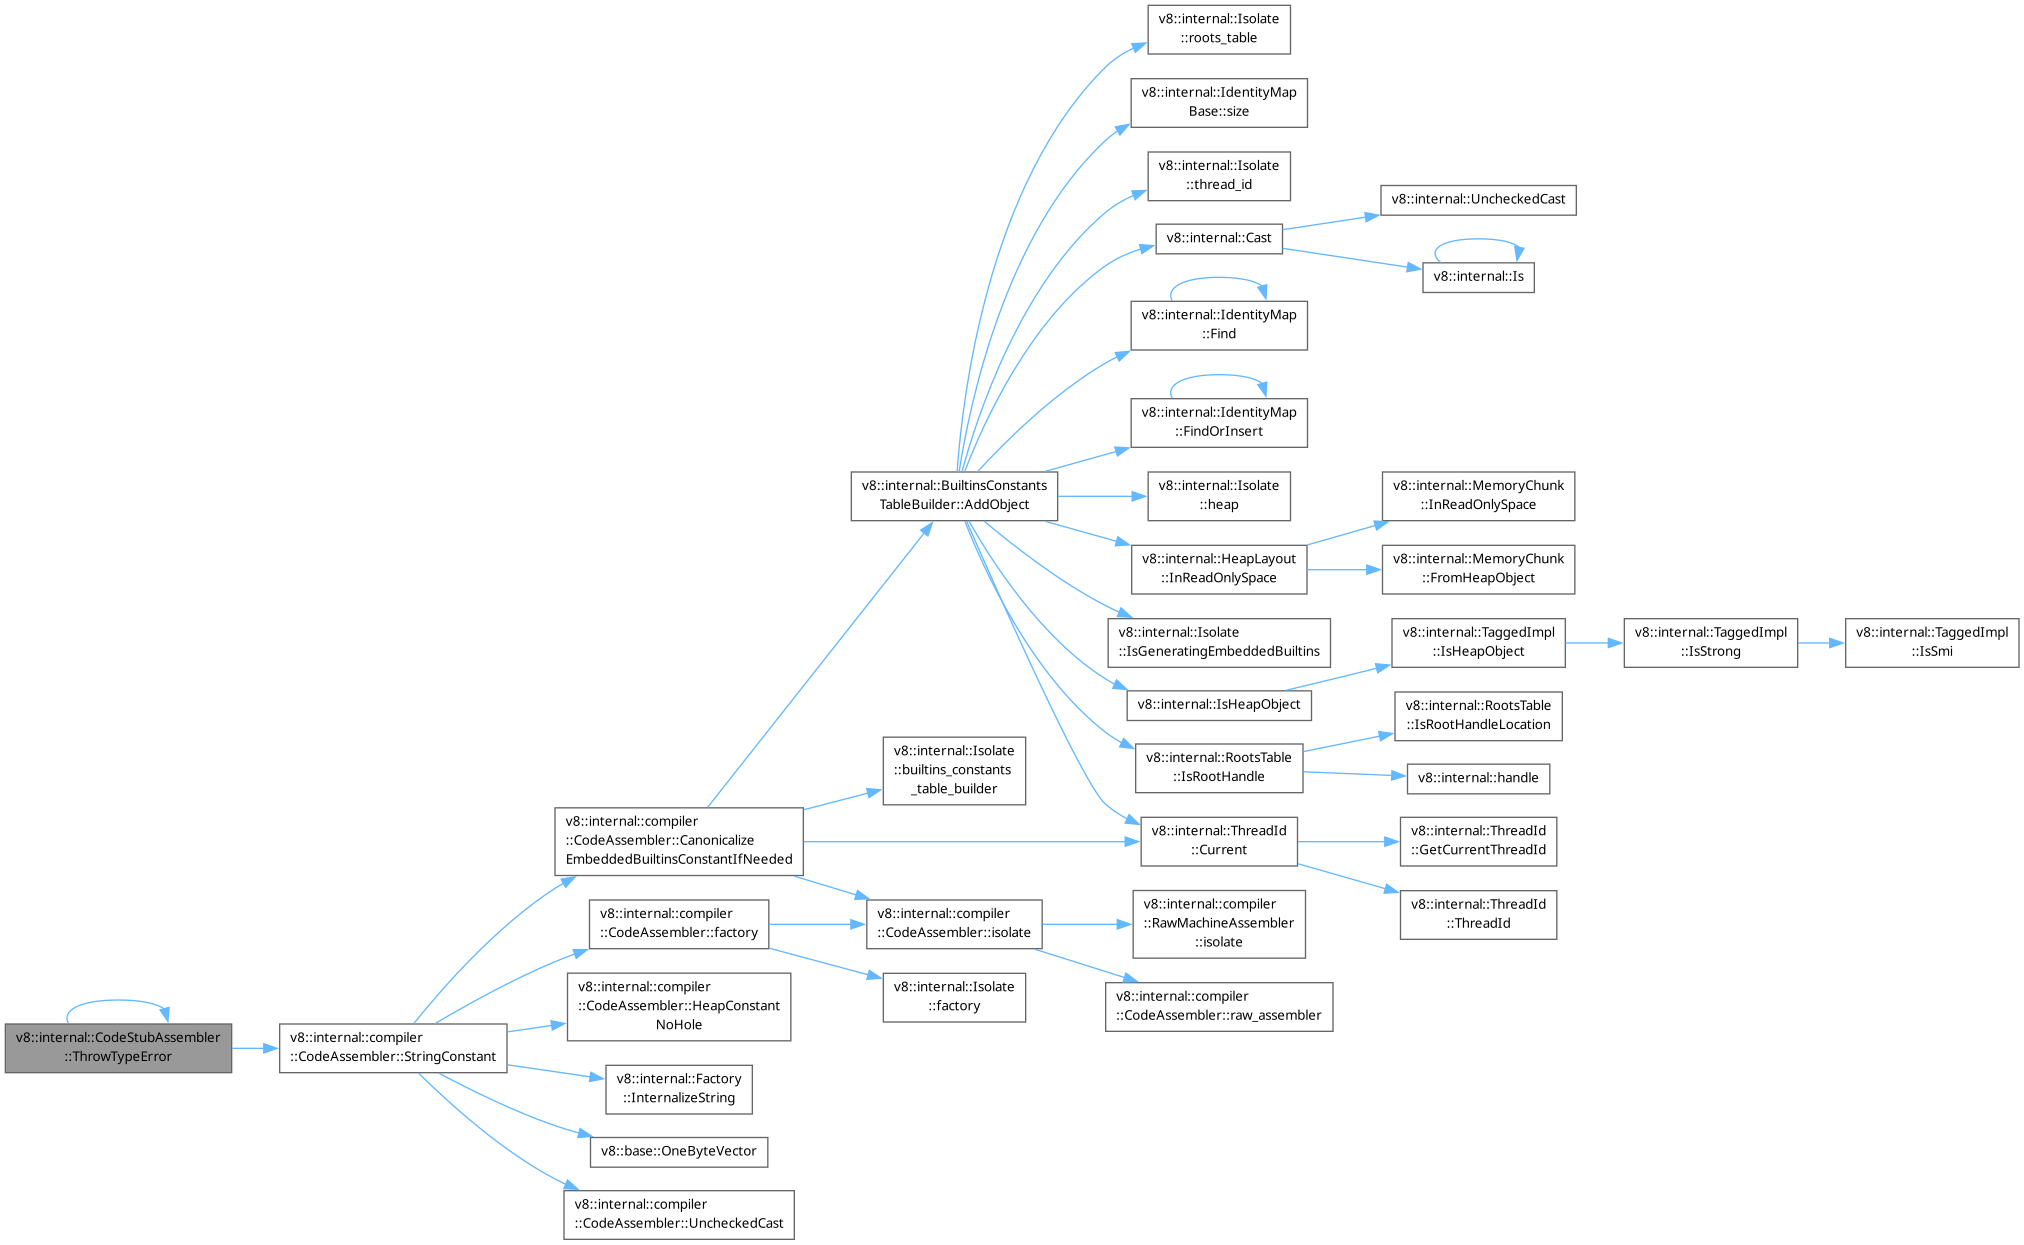 v8::internal::Isolate
::roots_table
v8::internal::IdentityMap
Base::size
v8::internal::Isolate
::thread_id
v8::internal::UncheckedCast
v8::internal::Cast
v8::internal::Is
v8::internal::IdentityMap
::Find
v8::internal::IdentityMap
::FindOrInsert
v8::internal::BuiltinsConstants
TableBuilder::AddObject
v8::internal::Isolate
::heap
v8::internal::MemoryChunk
::InReadOnlySpace
v8::internal::HeapLayout
::InReadOnlySpace
v8::internal::MemoryChunk
::FromHeapObject
v8::internal::Isolate
::IsGeneratingEmbeddedBuiltins
v8::internal::TaggedImpl
::IsHeapObject
v8::internal::TaggedImpl
::IsStrong
v8::internal::TaggedImpl
::IsSmi
v8::internal::IsHeapObject
v8::internal::RootsTable
::IsRootHandleLocation
v8::internal::RootsTable
::IsRootHandle
v8::internal::handle
v8::internal::Isolate
::builtins_constants
_table_builder
v8::internal::compiler
::CodeAssembler::Canonicalize
EmbeddedBuiltinsConstantIfNeeded
v8::internal::ThreadId
::Current
v8::internal::ThreadId
::GetCurrentThreadId
v8::internal::ThreadId
::ThreadId
v8::internal::compiler
::CodeAssembler::factory
v8::internal::compiler
::CodeAssembler::isolate
v8::internal::compiler
::RawMachineAssembler
::isolate
v8::internal::compiler
::CodeAssembler::HeapConstant
NoHole
v8::internal::Isolate
::factory
v8::internal::compiler
::CodeAssembler::raw_assembler
v8::internal::CodeStubAssembler
::ThrowTypeError
v8::internal::compiler
::CodeAssembler::StringConstant
v8::internal::Factory
::InternalizeString
v8::base::OneByteVector
v8::internal::compiler
::CodeAssembler::UncheckedCast